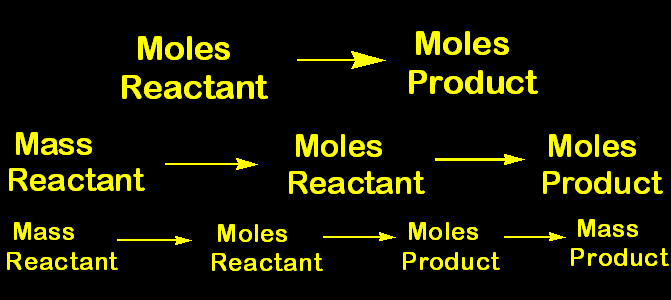 Moles Moles
Reactant Product
Mass Moles Moles
Reactant Reactant Product
Mass Moles Moles Mass
Reactant Reactant Product Product